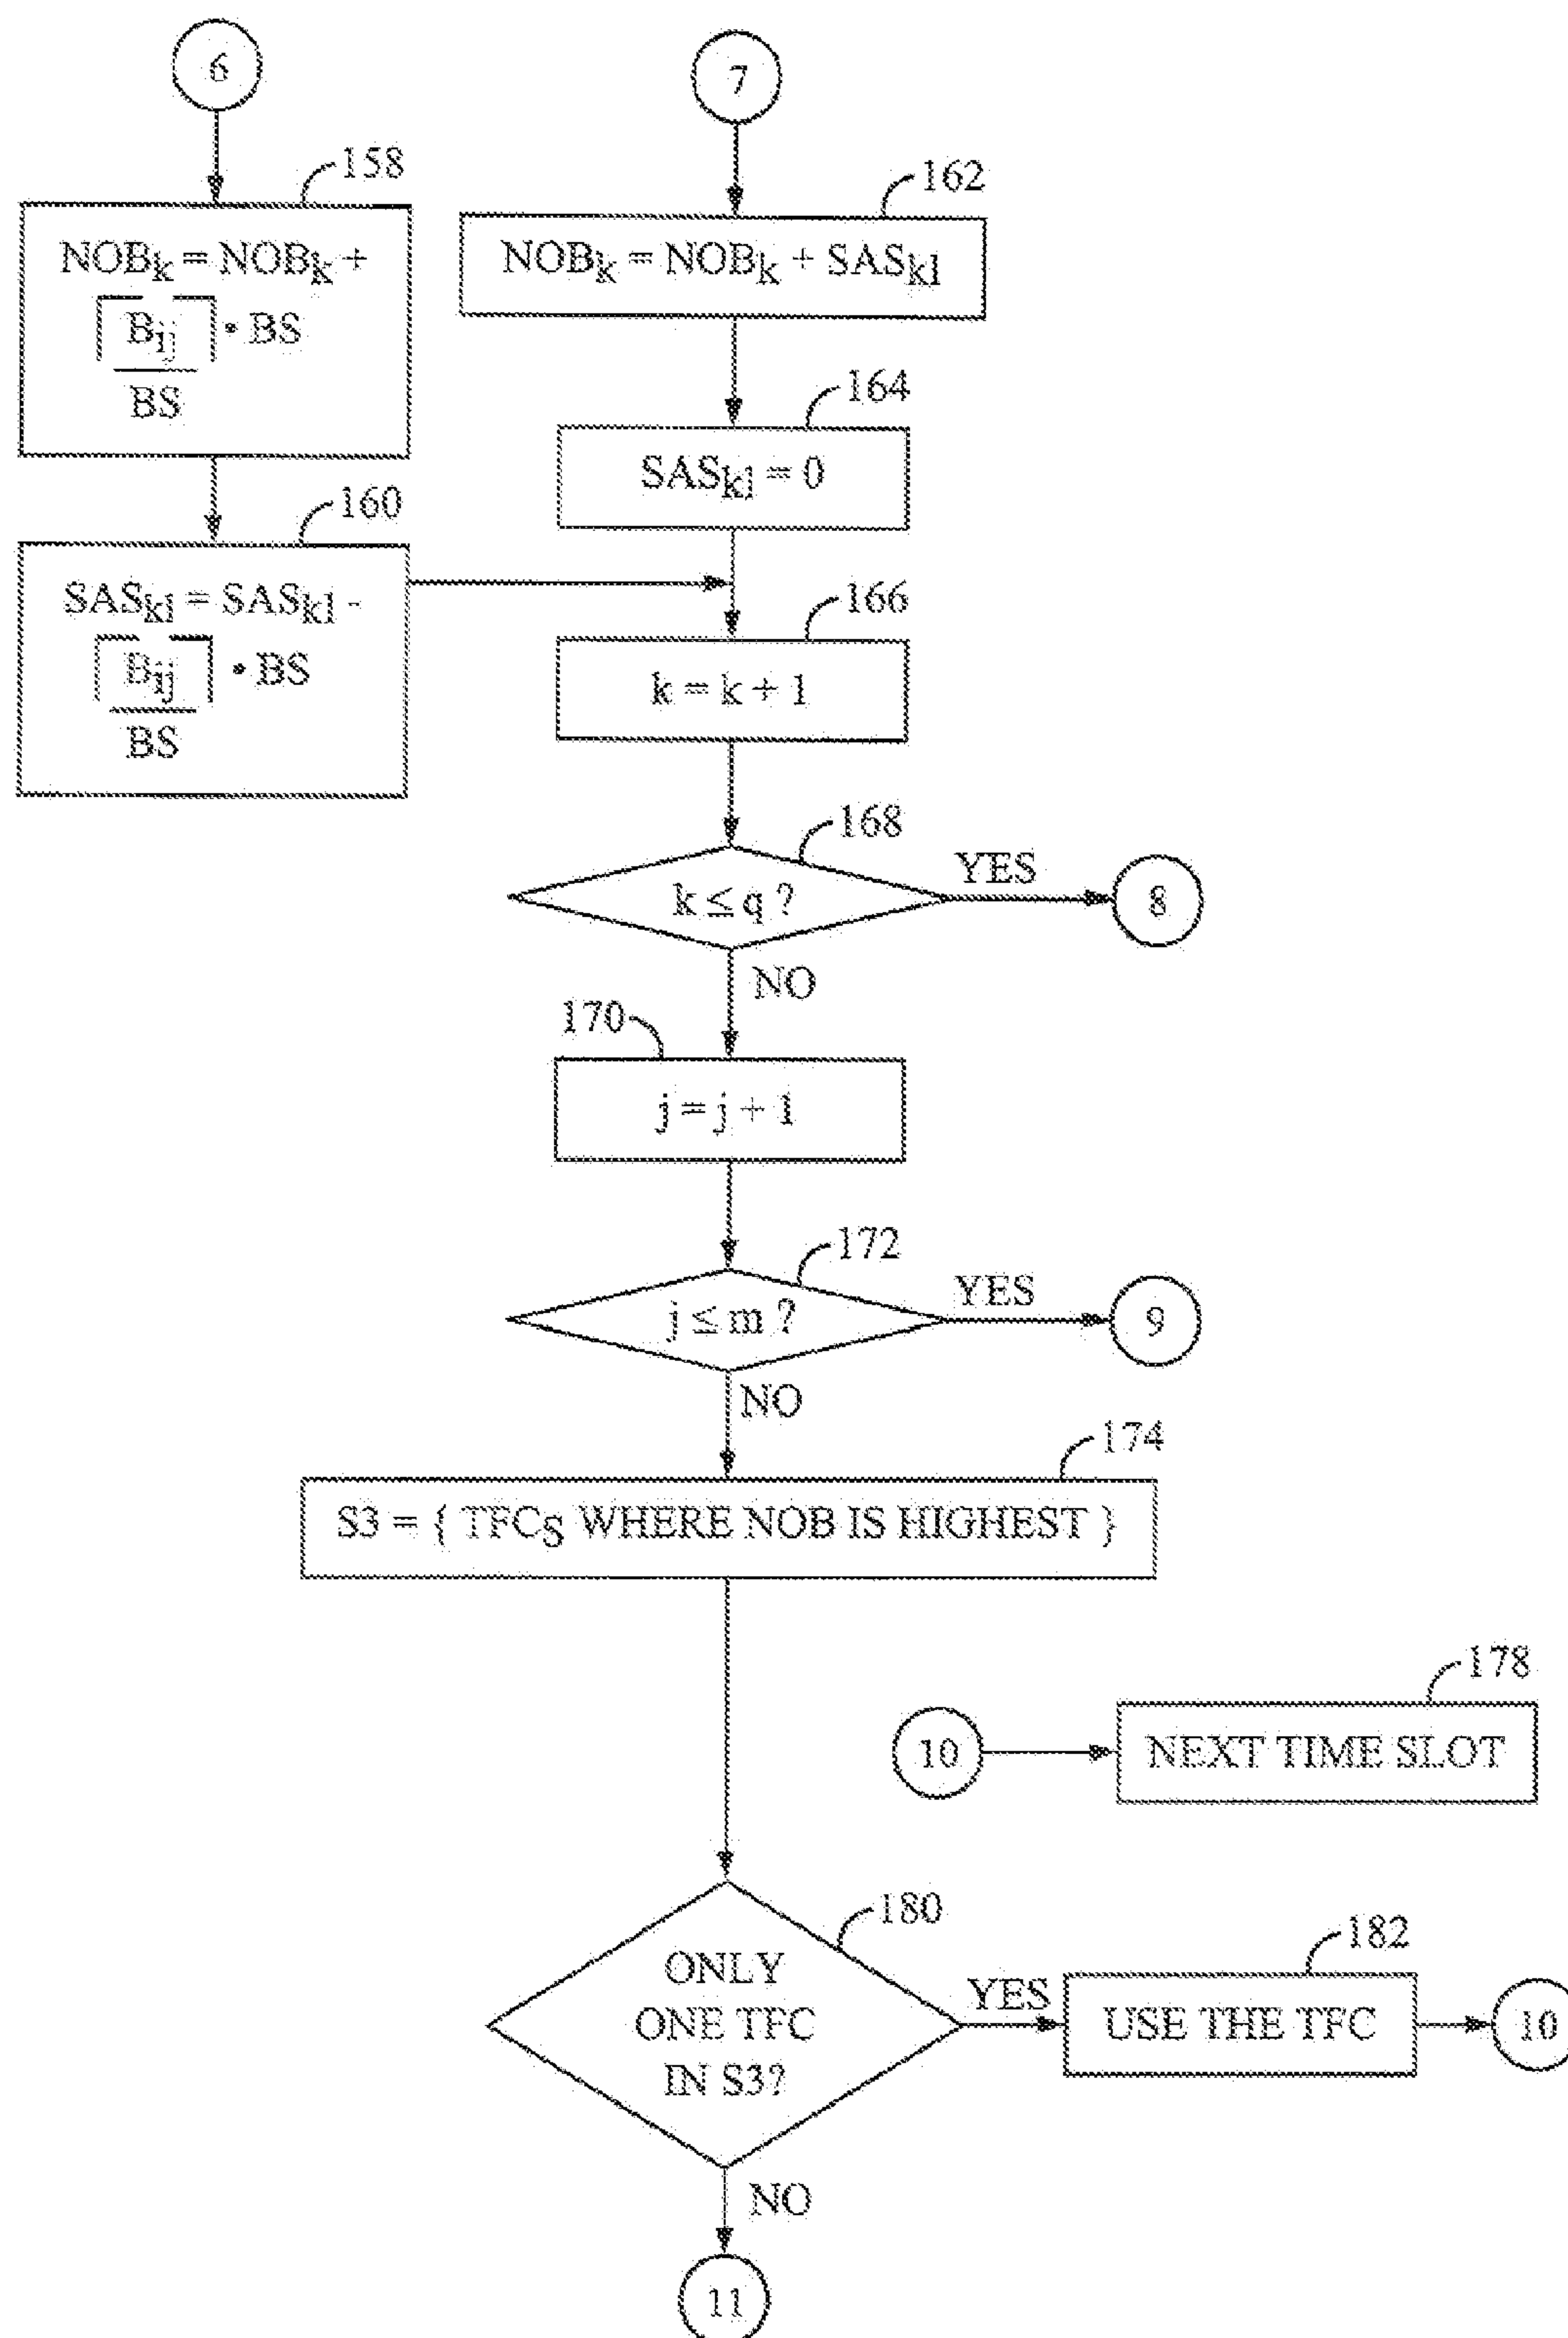 6
7
158
NOBk = NOBk +
⌈Bij⌉ • BS
BS
162
NOBk = NOBk + SASkl
164
SASkl = 0
160
SASkl = SASkl -
⌈Bij⌉ • BS
BS
166
k = k + 1
168
k ≤ q ?
YES
8
NO
170
j = j + 1
172
j ≤ m ?
YES
9
NO
174
S3 = { TFCS WHERE NOB IS HIGHEST }
178
10
NEXT TIME SLOT
180
ONLY
ONE TFC
IN S3?
YES
182
USE THE TFC
10
NO
11